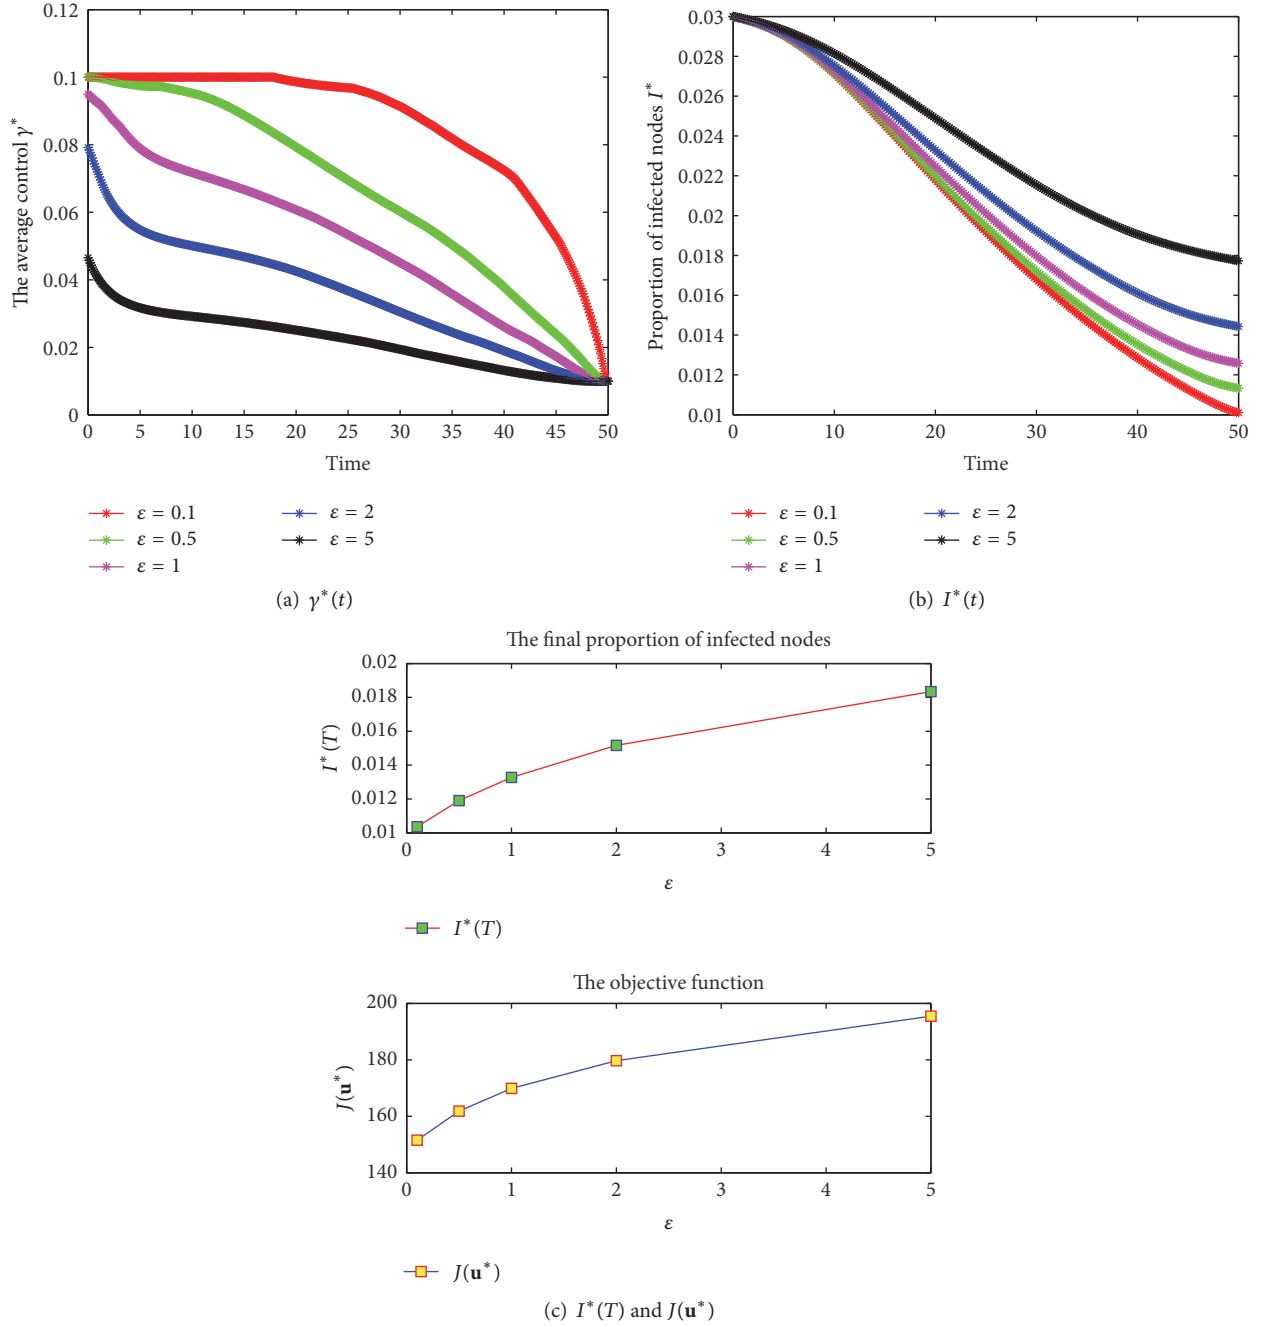 0.12
0.1
0.08
0.06
0.04
0.02
0
The average control γ*
0 5 10 15 20 25 30 35 40 45 50
Time
ε = 0.1
ε = 0.5
ε = 1
ε = 2
ε = 5
(a) γ*(t)
0.03
0.028
0.026
0.024
0.022
0.02
0.018
0.016
0.014
0.012
0.01
Proportion of infected nodes I*
0 10 20 30 40 50
Time
ε = 0.1
ε = 0.5
ε = 1
ε = 2
ε = 5
(b) I*(t)
The final proportion of infected nodes
0.02
0.018
0.016
0.014
0.012
0.01
I*(T)
0 1 2 3 4 5
ε
I*(T)
The objective function
200
180
160
140
J(u*)
0 1 2 3 4 5
ε
J(u*)
(c) I*(T) and J(u*)